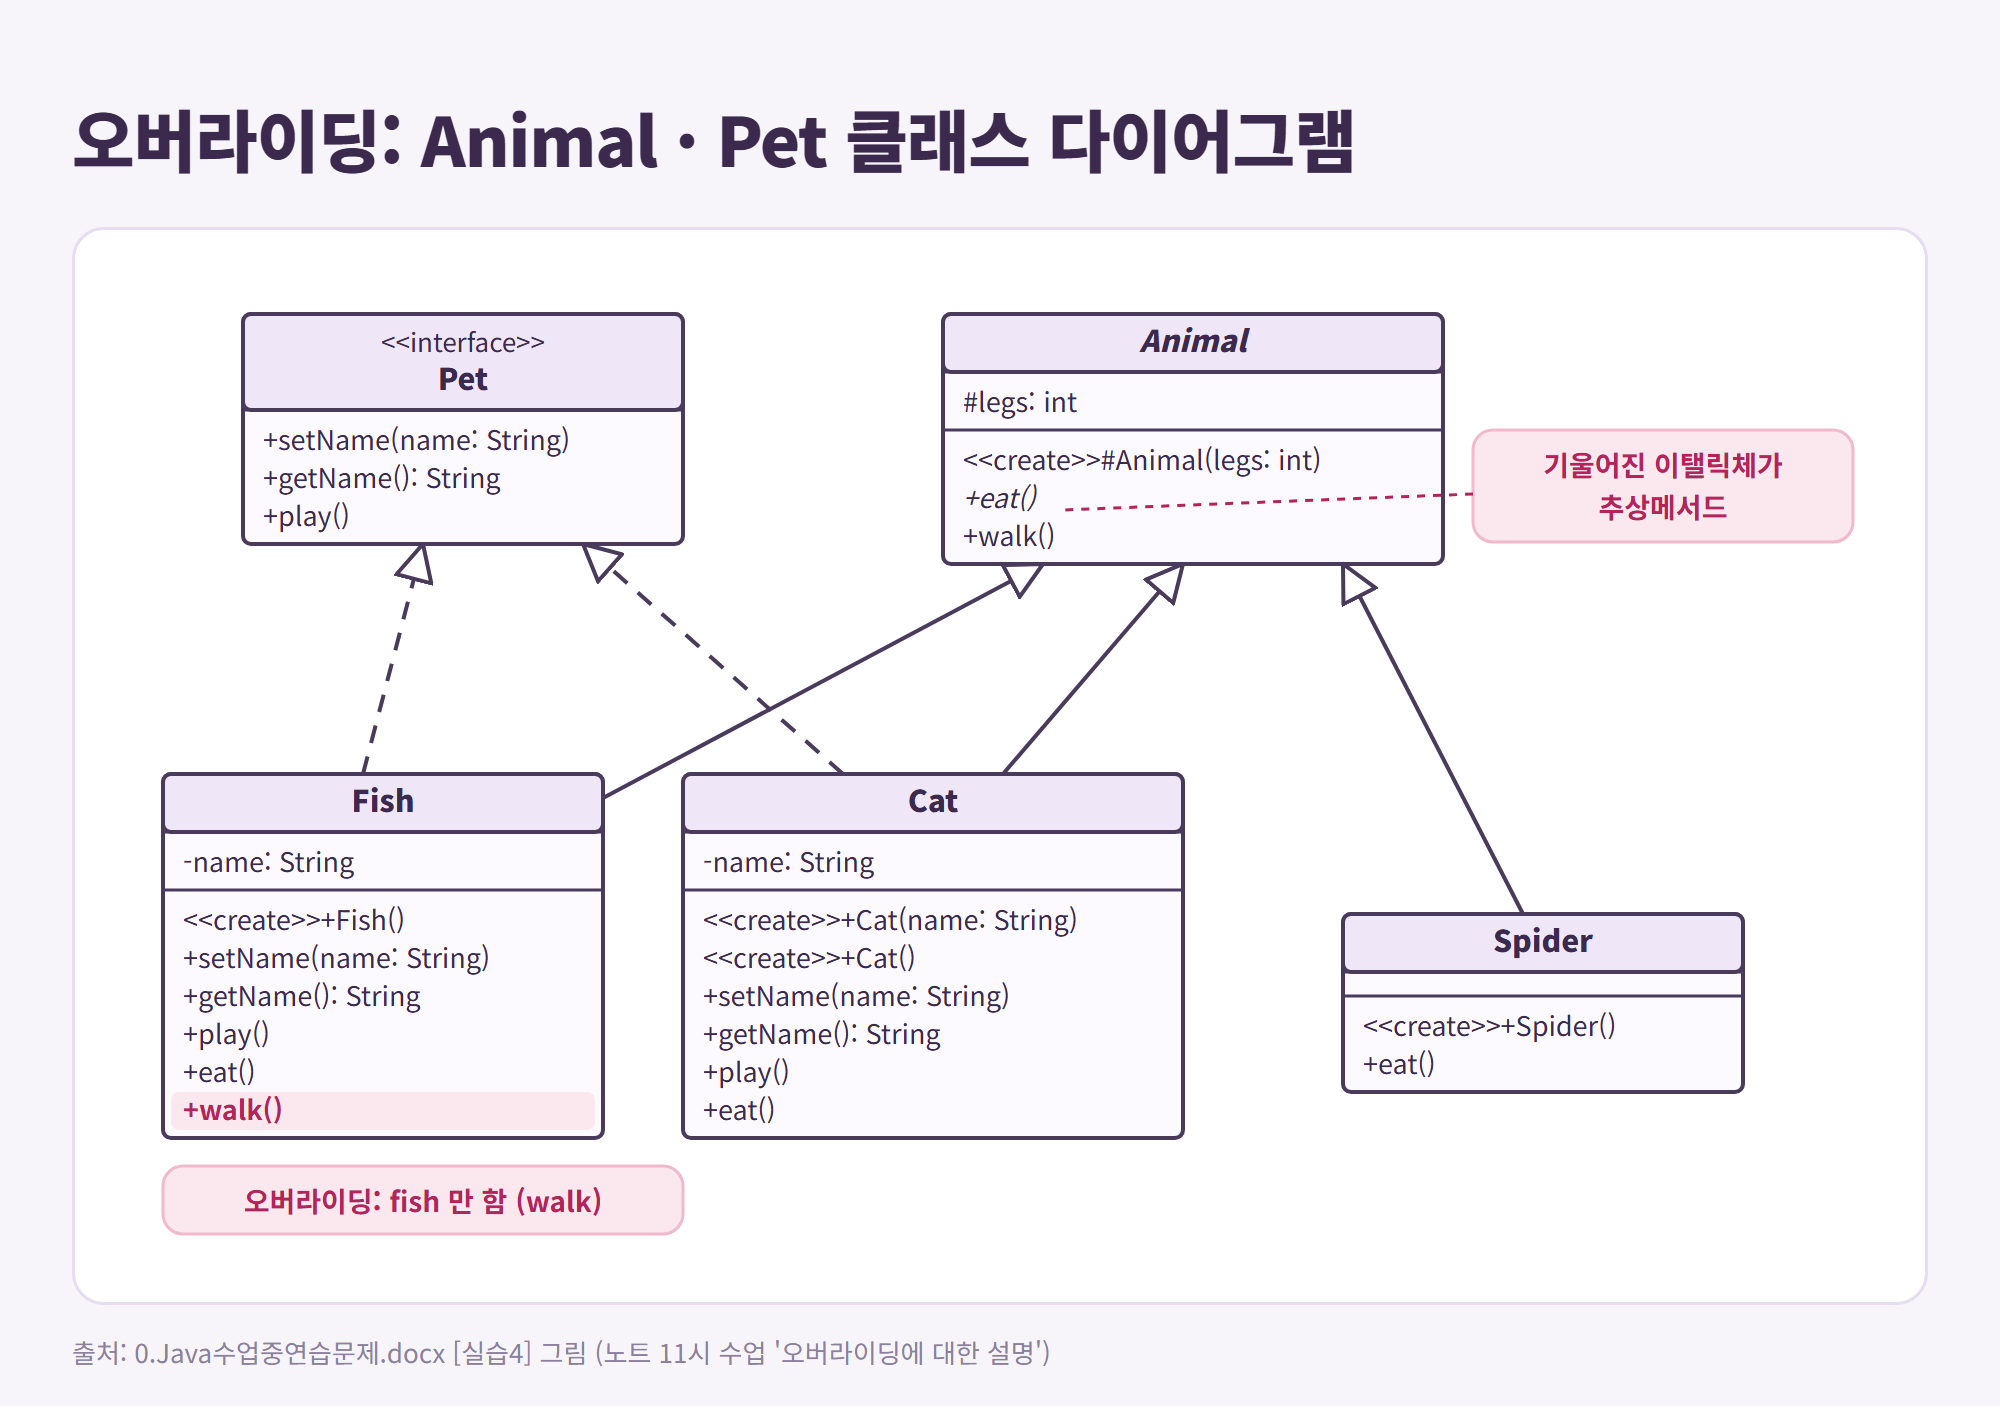 오버라이딩: Animal · Pet 클래스 다이어그램
<<interface>>
Pet
+setName(name: String)
+getName(): String
+play()
Animal
#legs: int
<<create>>#Animal(legs: int)
+eat()
+walk()
기울어진 이탤릭체가
추상메서드
Fish
-name: String
<<create>>+Fish()
+setName(name: String)
+getName(): String
+play()
+eat()
+walk()
Cat
-name: String
<<create>>+Cat(name: String)
<<create>>+Cat()
+setName(name: String)
+getName(): String
+play()
+eat()
Spider
<<create>>+Spider()
+eat()
오버라이딩: fish 만 함 (walk)
출처: 0.Java수업중연습문제.docx [실습4] 그림 (노트 11시 수업 '오버라이딩에 대한 설명')